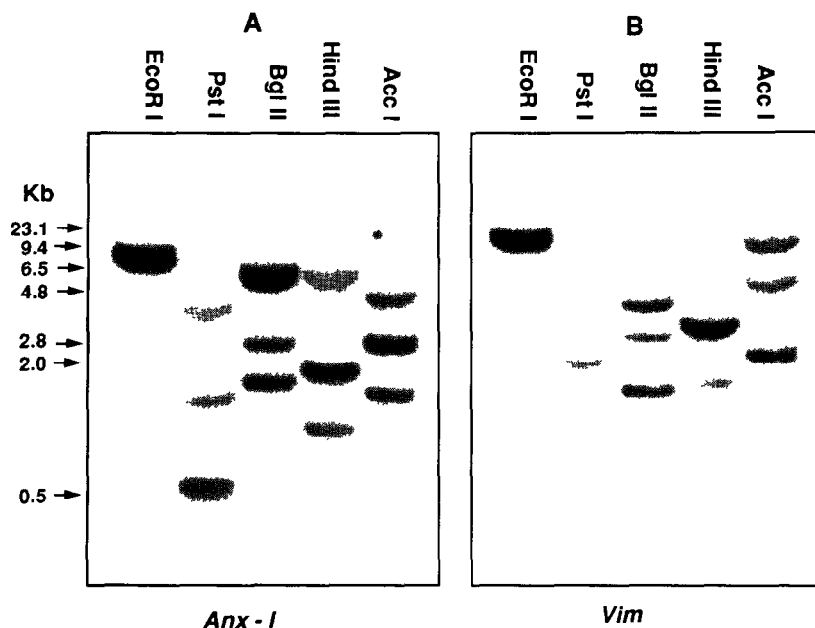 A
B
EcoR I
Pst I
Bgl II
Hind III
Acc I
EcoR I
Pst I
Bgl II
Hind III
Acc I
Kb
23.1
9.4
6.5
4.8
2.8
2.0
0.5
Anx - I
Vim